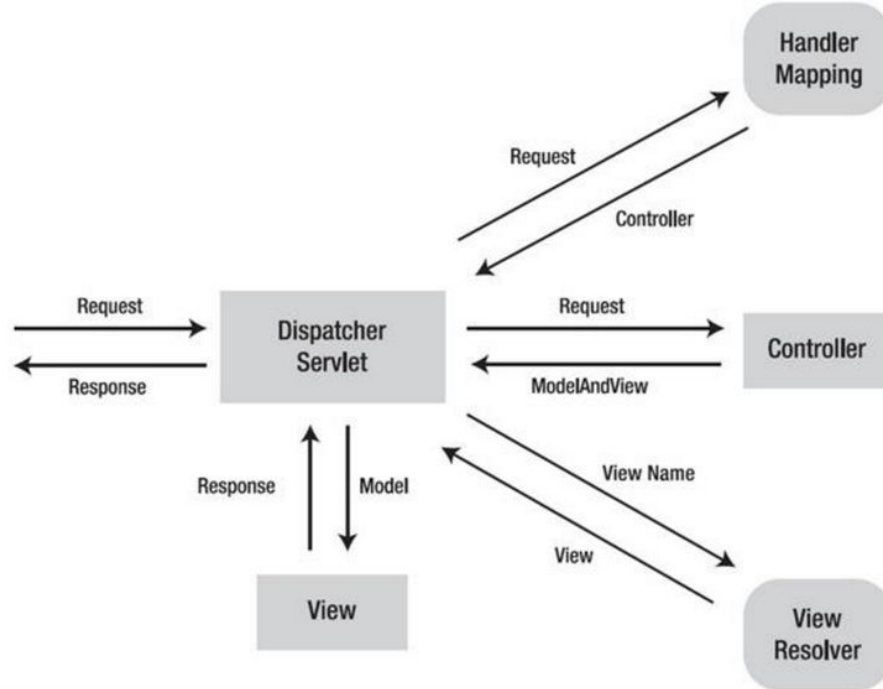 Handler
Mapping
Request
Controller
Request
Response
Dispatcher
Servlet
Request
ModelAndView
Controller
Response
Model
View Name
View
View
View
Resolver